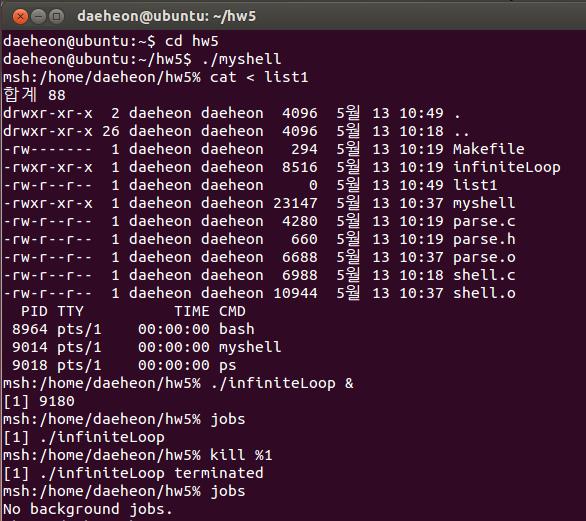 daeheon@ubuntu: ~/hw5
daeheon@ubuntu:~$ cd hw5
daeheon@ubuntu:~/hw5$ ./myshell
msh:/home/daeheon/hw5% cat < list1
합계 88
drwxr-xr-x  2 daeheon daeheon  4096  5월 13 10:49 .
drwxr-xr-x 26 daeheon daeheon  4096  5월 13 10:18 ..
-rw-------  1 daeheon daeheon   294  5월 13 10:19 Makefile
-rwxrwxr-x  1 daeheon daeheon  8516  5월 13 10:19 infiniteLoop
-rw-r--r--  1 daeheon daeheon     0  5월 13 10:49 list1
-rwxrwxr-x  1 daeheon daeheon 23147  5월 13 10:37 myshell
-rw-r--r--  1 daeheon daeheon  4280  5월 13 10:19 parse.c
-rw-r--r--  1 daeheon daeheon   660  5월 13 10:19 parse.h
-rw-r--r--  1 daeheon daeheon  6688  5월 13 10:37 parse.o
-rw-r--r--  1 daeheon daeheon  6988  5월 13 10:18 shell.c
-rw-r--r--  1 daeheon daeheon 10944  5월 13 10:37 shell.o
  PID TTY          TIME CMD
 8964 pts/1    00:00:00 bash
 9014 pts/1    00:00:00 myshell
 9018 pts/1    00:00:00 ps
msh:/home/daeheon/hw5% ./infiniteLoop &
[1] 9180
msh:/home/daeheon/hw5% jobs
[1] ./infiniteLoop
msh:/home/daeheon/hw5% kill %1
[1] ./infiniteLoop terminated
msh:/home/daeheon/hw5% jobs
No background jobs.